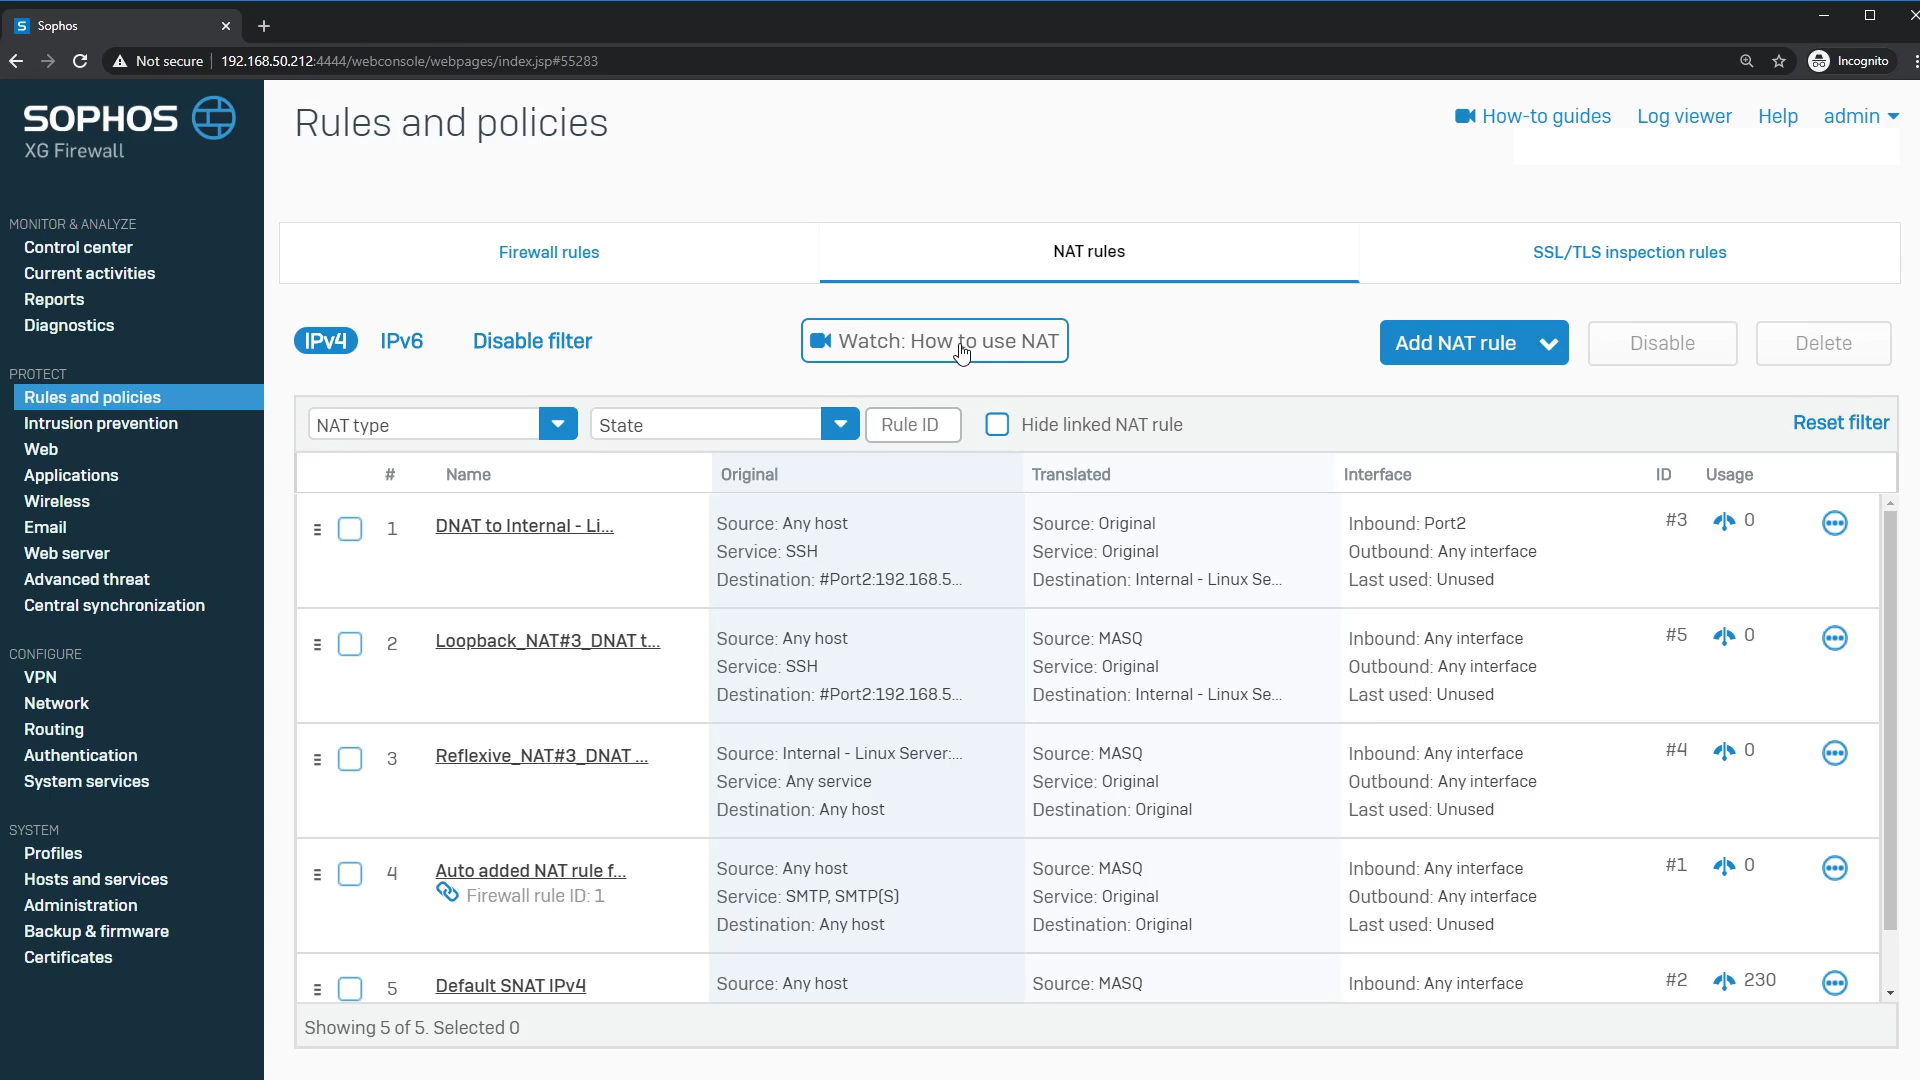 Sophos
Not secure
192.168.50.212:4444/webconsole/webpages/index.jsp#55283
Incognito
SOPHOS
XG Firewall
MONITOR & ANALYZE
Control center
Current activities
Reports
Diagnostics
PROTECT
Rules and policies
Intrusion prevention
Web
Applications
Wireless
Email
Web server
Advanced threat
Central synchronization
CONFIGURE
VPN
Network
Routing
Authentication
System services
SYSTEM
Profiles
Hosts and services
Administration
Backup & firmware
Certificates
Rules and policies
How-to guides Log viewer Help admin
Firewall rules NAT rules SSL/TLS inspection rules
IPv4 IPv6 Disable filter Watch: How to use NAT Add NAT rule Disable Delete
NAT type State Rule ID Hide linked NAT rule Reset filter
# Name Original Translated Interface ID Usage
1 DNAT to Internal - Li... Source: Any host Source: Original Inbound: Port2 #3 0
Service: SSH Service: Original Outbound: Any interface
Destination: #Port2:192.168.5... Destination: Internal - Linux Se... Last used: Unused
2 Loopback_NAT#3_DNAT t... Source: Any host Source: MASQ Inbound: Any interface #5 0
Service: SSH Service: Original Outbound: Any interface
Destination: #Port2:192.168.5... Destination: Internal - Linux Se... Last used: Unused
3 Reflexive_NAT#3_DNAT ... Source: Internal - Linux Server:... Source: MASQ Inbound: Any interface #4 0
Service: Any service Service: Original Outbound: Any interface
Destination: Any host Destination: Original Last used: Unused
4 Auto added NAT rule f... Source: Any host Source: MASQ Inbound: Any interface #1 0
Firewall rule ID: 1 Service: SMTP, SMTP(S) Service: Original Outbound: Any interface
Destination: Any host Destination: Original Last used: Unused
5 Default SNAT IPv4 Source: Any host Source: MASQ Inbound: Any interface #2 230
Showing 5 of 5. Selected 0